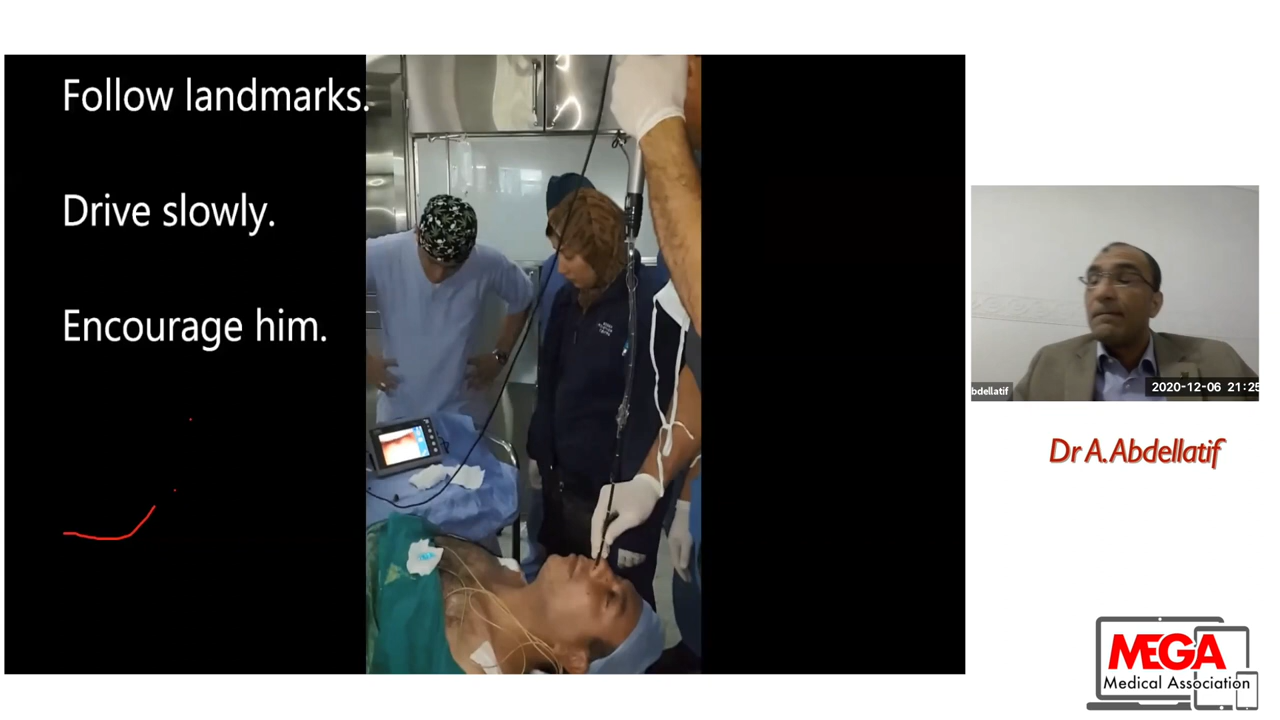 Follow landmarks.
Drive slowly.
Encourage him.
bdellatif
2020-12-06 21:25
Dr A.Abdellatif
MEGA
Medical Association